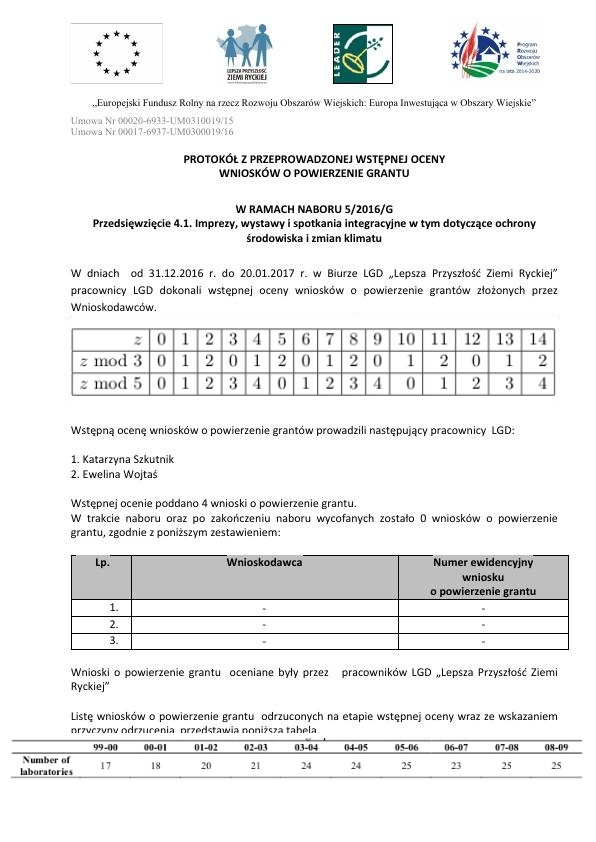 LEPSZA PRZYSZŁOŚĆ
ZIEMI RYCKIEJ
LEADER
Program
Rozwoju
Obszarów
Wiejskich
na lata 2014-2020
„Europejski Fundusz Rolny na rzecz Rozwoju Obszarów Wiejskich: Europa Inwestująca w Obszary Wiejskie”
Umowa Nr 00020-6933-UM0310019/15
Umowa Nr 00017-6937-UM0300019/16
PROTOKÓŁ Z PRZEPROWADZONEJ WSTĘPNEJ OCENY
WNIOSKÓW O POWIERZENIE GRANTU
W RAMACH NABORU 5/2016/G
Przedsięwzięcie 4.1. Imprezy, wystawy i spotkania integracyjne w tym dotyczące ochrony
środowiska i zmian klimatu
W dniach od 31.12.2016 r. do 20.01.2017 r. w Biurze LGD „Lepsza Przyszłość Ziemi Ryckiej”
pracownicy LGD dokonali wstępnej oceny wniosków o powierzenie grantów złożonych przez
Wnioskodawców.
z 0 1 2 3 4 5 6 7 8 9 10 11 12 13 14
z mod 3 0 1 2 0 1 2 0 1 2 0 1 2 0 1 2
z mod 5 0 1 2 3 4 0 1 2 3 4 0 1 2 3 4
Wstępną ocenę wniosków o powierzenie grantów prowadzili następujący pracownicy LGD:
1. Katarzyna Szkutnik
2. Ewelina Wojtaś
Wstępnej ocenie poddano 4 wnioski o powierzenie grantu.
W trakcie naboru oraz po zakończeniu naboru wycofanych zostało 0 wniosków o powierzenie
grantu, zgodnie z poniższym zestawieniem:
Lp. Wnioskodawca Numer ewidencyjny
wniosku
o powierzenie grantu
1. - -
2. - -
3. - -
Wnioski o powierzenie grantu oceniane były przez pracowników LGD „Lepsza Przyszłość Ziemi
Ryckiej”
Listę wniosków o powierzenie grantu odrzuconych na etapie wstępnej oceny wraz ze wskazaniem
przyczyny odrzucenia przedstawia poniższa tabela.
99-00 00-01 01-02 02-03 03-04 04-05 05-06 06-07 07-08 08-09
Number of
laboratories 17 18 20 21 24 24 25 23 25 25